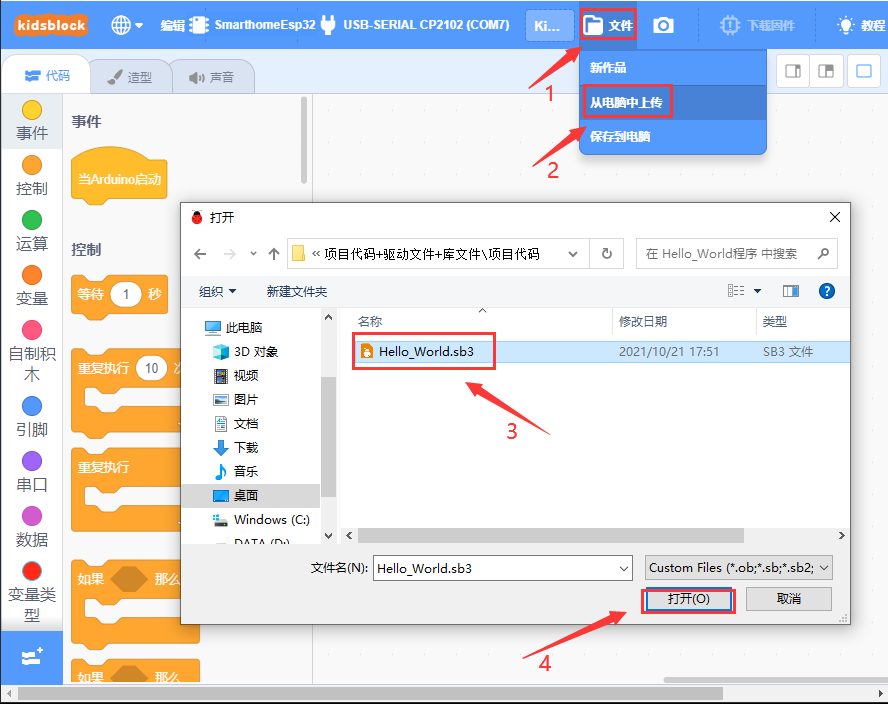 kidsblock
编辑
SmarthomeEsp32
USB-SERIAL CP2102 (COM7)
Ki...
文件
下载固件
教程
新作品
从电脑中上传
保存到电脑
1
2
代码
造型
声音
事件
控制
运算
变量
自制积
木
引脚
串口
数据
变量类
型
事件
当Arduino启动
控制
等待 1 秒
重复执行 10
重复执行
如果 那么
如果 那么
打开
« 项目代码+驱动文件+库文件\项目代码
在 Hello_World程序 中搜索
组织
新建文件夹
此电脑
3D 对象
视频
图片
文档
下载
音乐
桌面
Windows (C:)
DATA (D:)
名称
修改日期
类型
Hello_World.sb3
2021/10/21 17:51
SB3 文件
3
文件名(N):
Hello_World.sb3
Custom Files (*.ob;*.sb;*.sb2;
打开(O)
取消
4